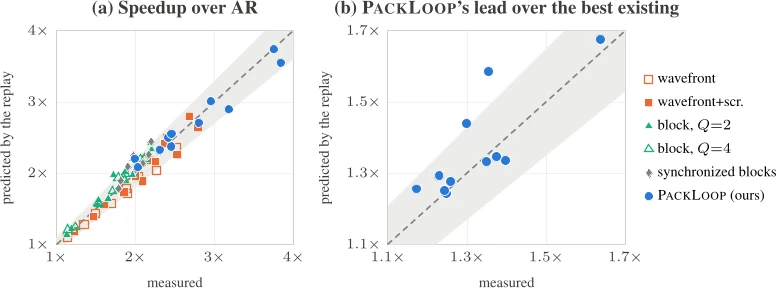 (a) Speedup over AR
4×
3×
2×
1×
1×
2×
3×
4×
predicted by the replay
measured
(b) PACKLOOP's lead over the best existing
1.7×
1.5×
1.3×
1.1×
1.1×
1.3×
1.5×
1.7×
predicted by the replay
measured
wavefront
wavefront+scr.
block, Q=2
block, Q=4
synchronized blocks
PACKLOOP (ours)